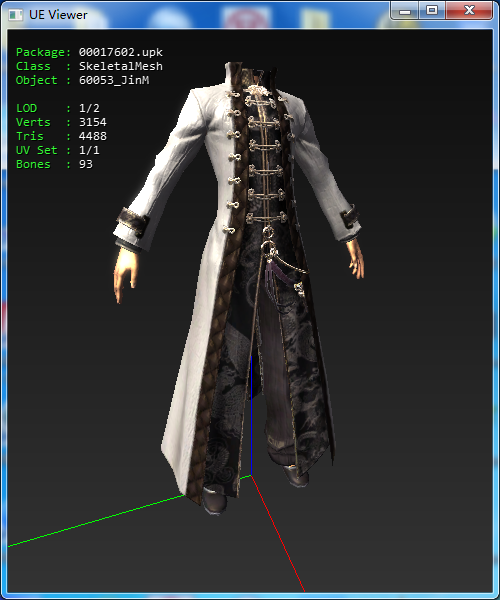 UE Viewer
Package: 00017602.upk
Class  : SkeletalMesh
Object : 60053_JinM
LOD    : 1/2
Verts  : 3154
Tris   : 4488
UV Set : 1/1
Bones  : 93